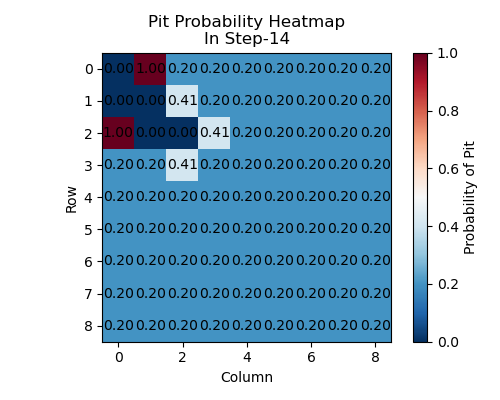 Pit Probability Heatmap
In Step-14
0 0.00 1.00 0.20 0.20 0.20 0.20 0.20 0.20 0.20
1 0.00 0.00 0.41 0.20 0.20 0.20 0.20 0.20 0.20
2 1.00 0.00 0.00 0.41 0.20 0.20 0.20 0.20 0.20
3 0.20 0.20 0.41 0.20 0.20 0.20 0.20 0.20 0.20
4 0.20 0.20 0.20 0.20 0.20 0.20 0.20 0.20 0.20
5 0.20 0.20 0.20 0.20 0.20 0.20 0.20 0.20 0.20
6 0.20 0.20 0.20 0.20 0.20 0.20 0.20 0.20 0.20
7 0.20 0.20 0.20 0.20 0.20 0.20 0.20 0.20 0.20
8 0.20 0.20 0.20 0.20 0.20 0.20 0.20 0.20 0.20
0 2 4 6 8
Column
Row
1.0
0.8
0.6
0.4
0.2
0.0
Probability of Pit